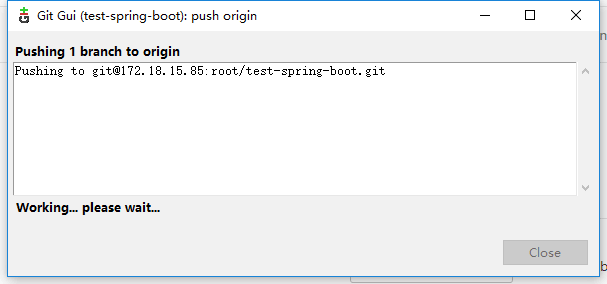 Git Gui (test-spring-boot): push origin
Pushing 1 branch to origin
Pushing to git@172.18.15.85:root/test-spring-boot.git
Working... please wait...
Close